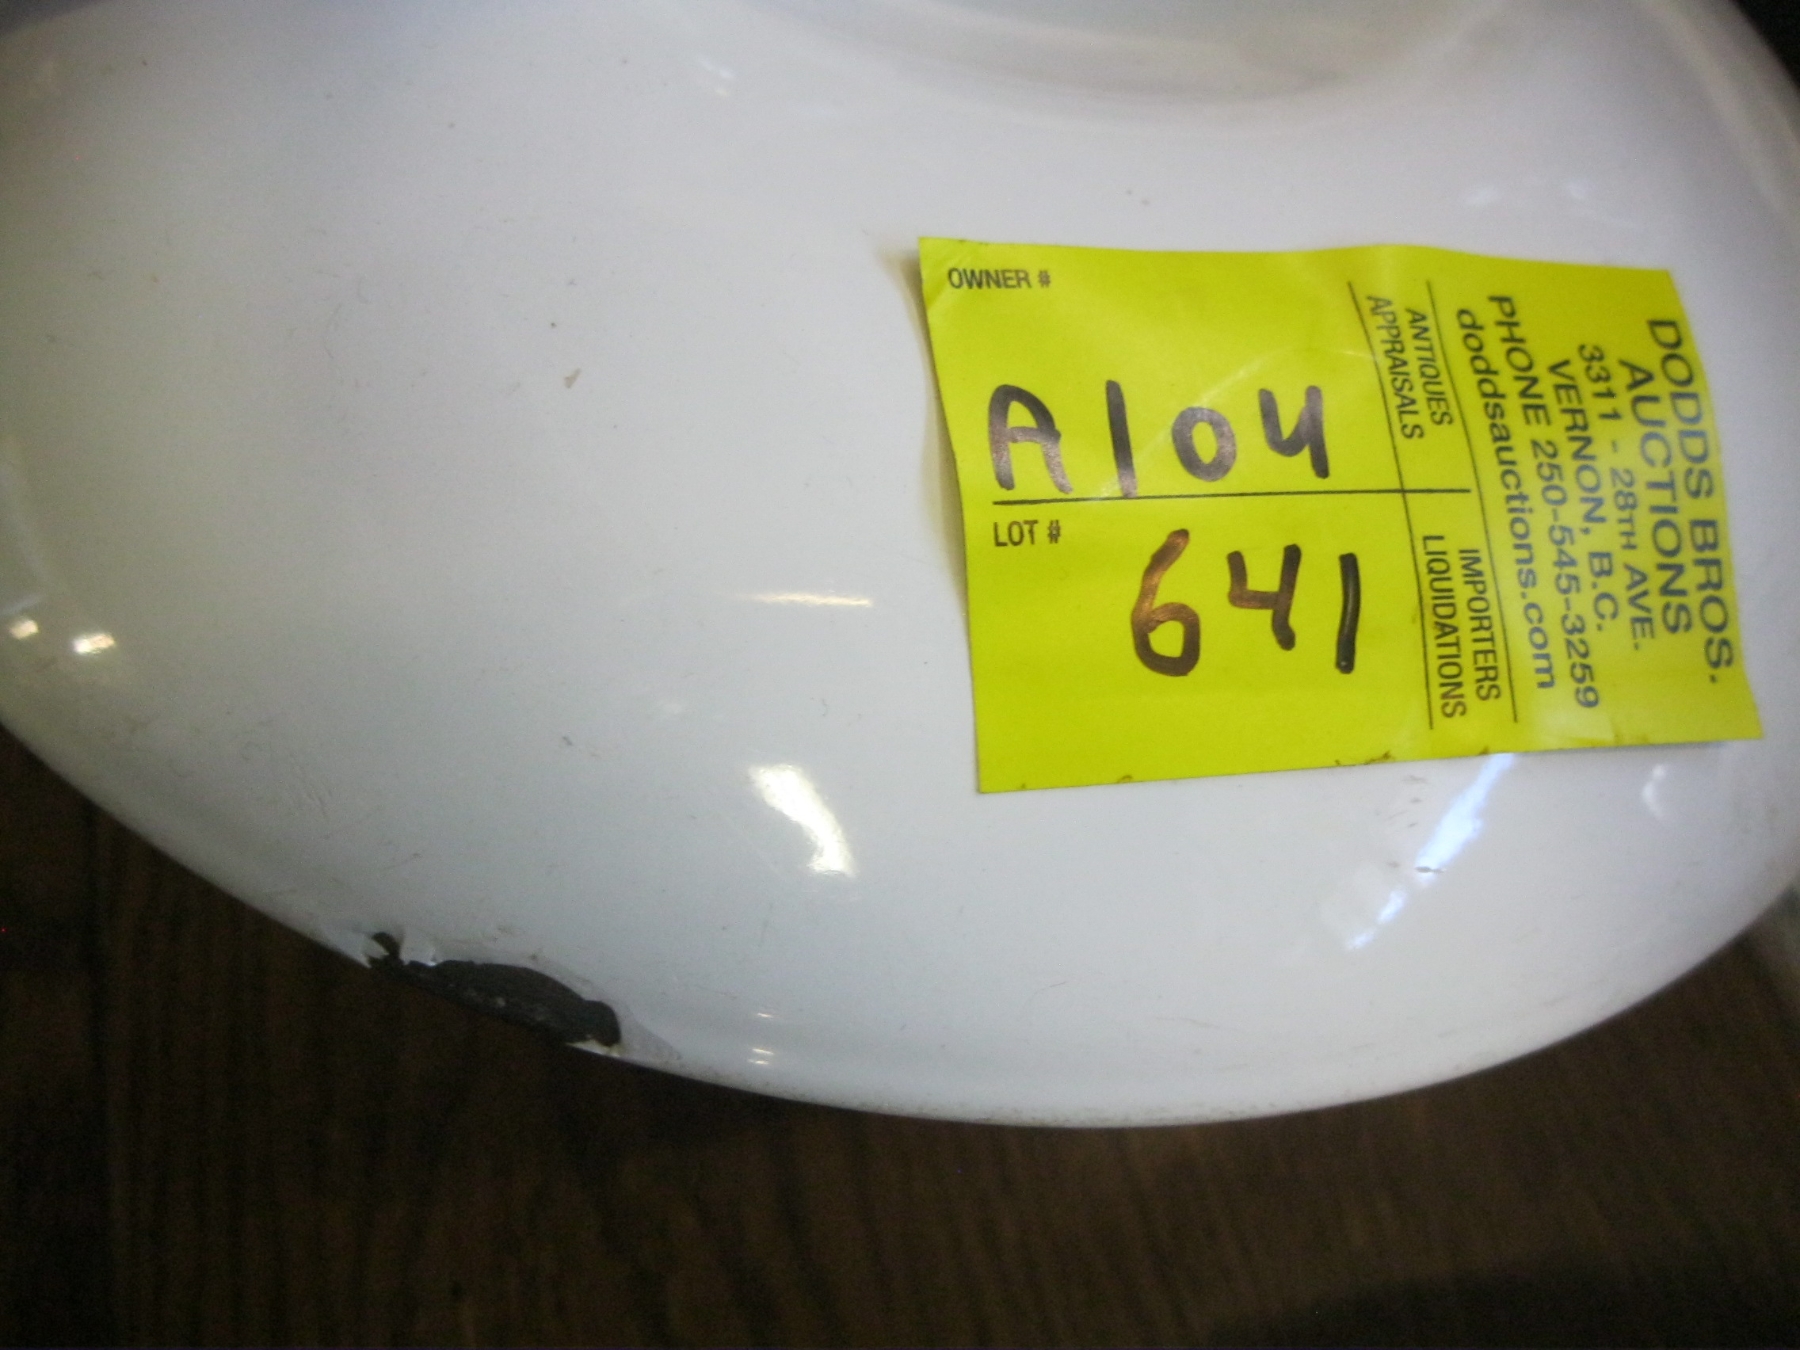 DODDS BROS.
AUCTIONS
3311 - 28TH AVE.
VERNON, B.C.
PHONE 250-545-3259
doddsauctions.com
ANTIQUES
APPRAISALS
IMPORTERS
LIQUIDATIONS
OWNER #
A104
LOT #
641